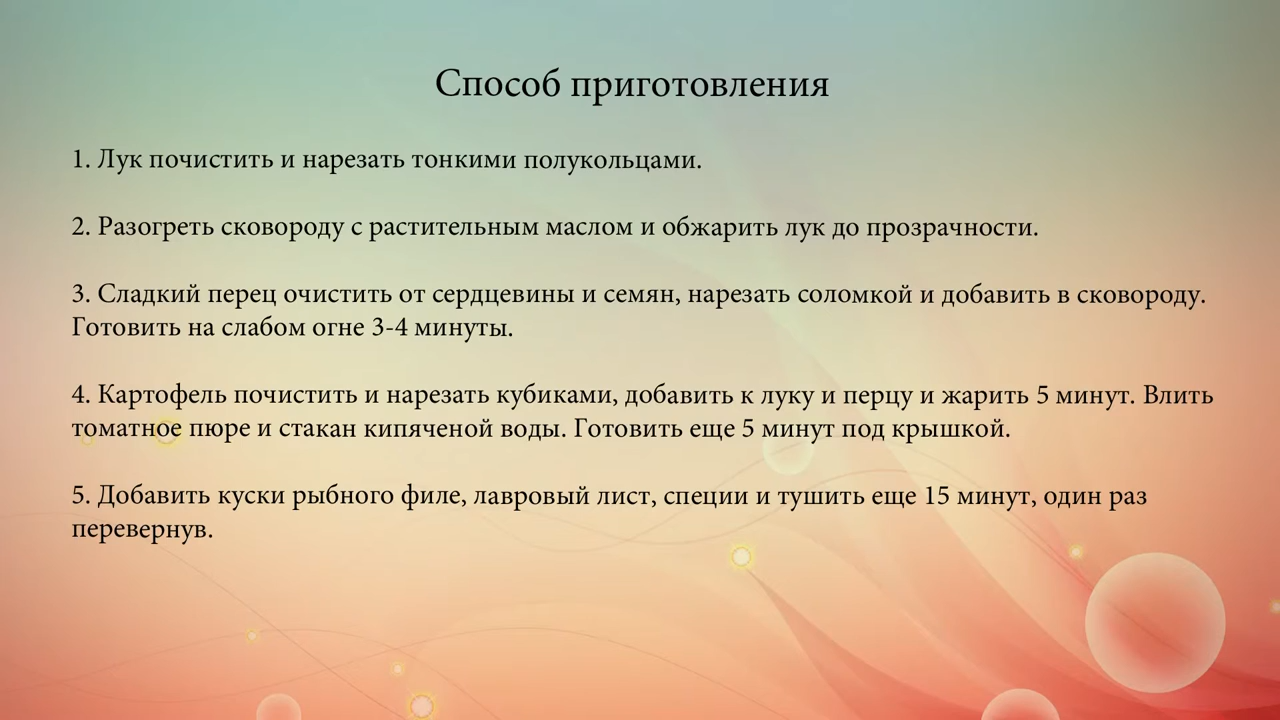 Способ приготовления
1. Лук почистить и нарезать тонкими полукольцами.
2. Разогреть сковороду с растительным маслом и обжарить лук до прозрачности.
3. Сладкий перец очистить от сердцевины и семян, нарезать соломкой и добавить в сковороду.
Готовить на слабом огне 3-4 минуты.
4. Картофель почистить и нарезать кубиками, добавить к луку и перцу и жарить 5 минут. Влить
томатное пюре и стакан кипяченой воды. Готовить еще 5 минут под крышкой.
5. Добавить куски рыбного филе, лавровый лист, специи и тушить еще 15 минут, один раз
перевернув.